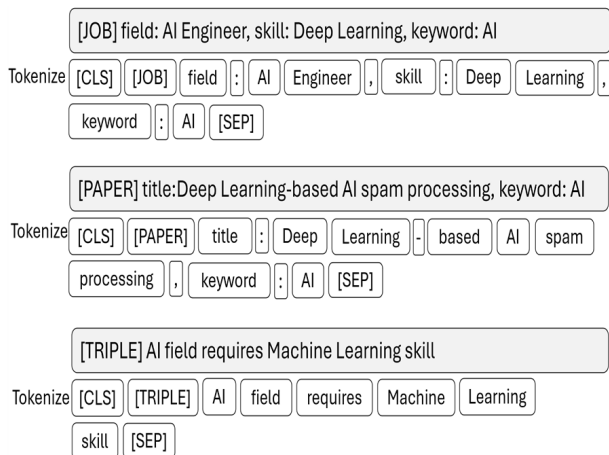 [JOB] field: AI Engineer, skill: Deep Learning, keyword: AI
Tokenize [CLS] [JOB] field : AI Engineer , skill : Deep Learning ,
keyword : AI [SEP]
[PAPER] title:Deep Learning-based AI spam processing, keyword: AI
Tokenize [CLS] [PAPER] title : Deep Learning - based AI spam
processing , keyword : AI [SEP]
[TRIPLE] AI field requires Machine Learning skill
Tokenize [CLS] [TRIPLE] AI field requires Machine Learning
skill [SEP]